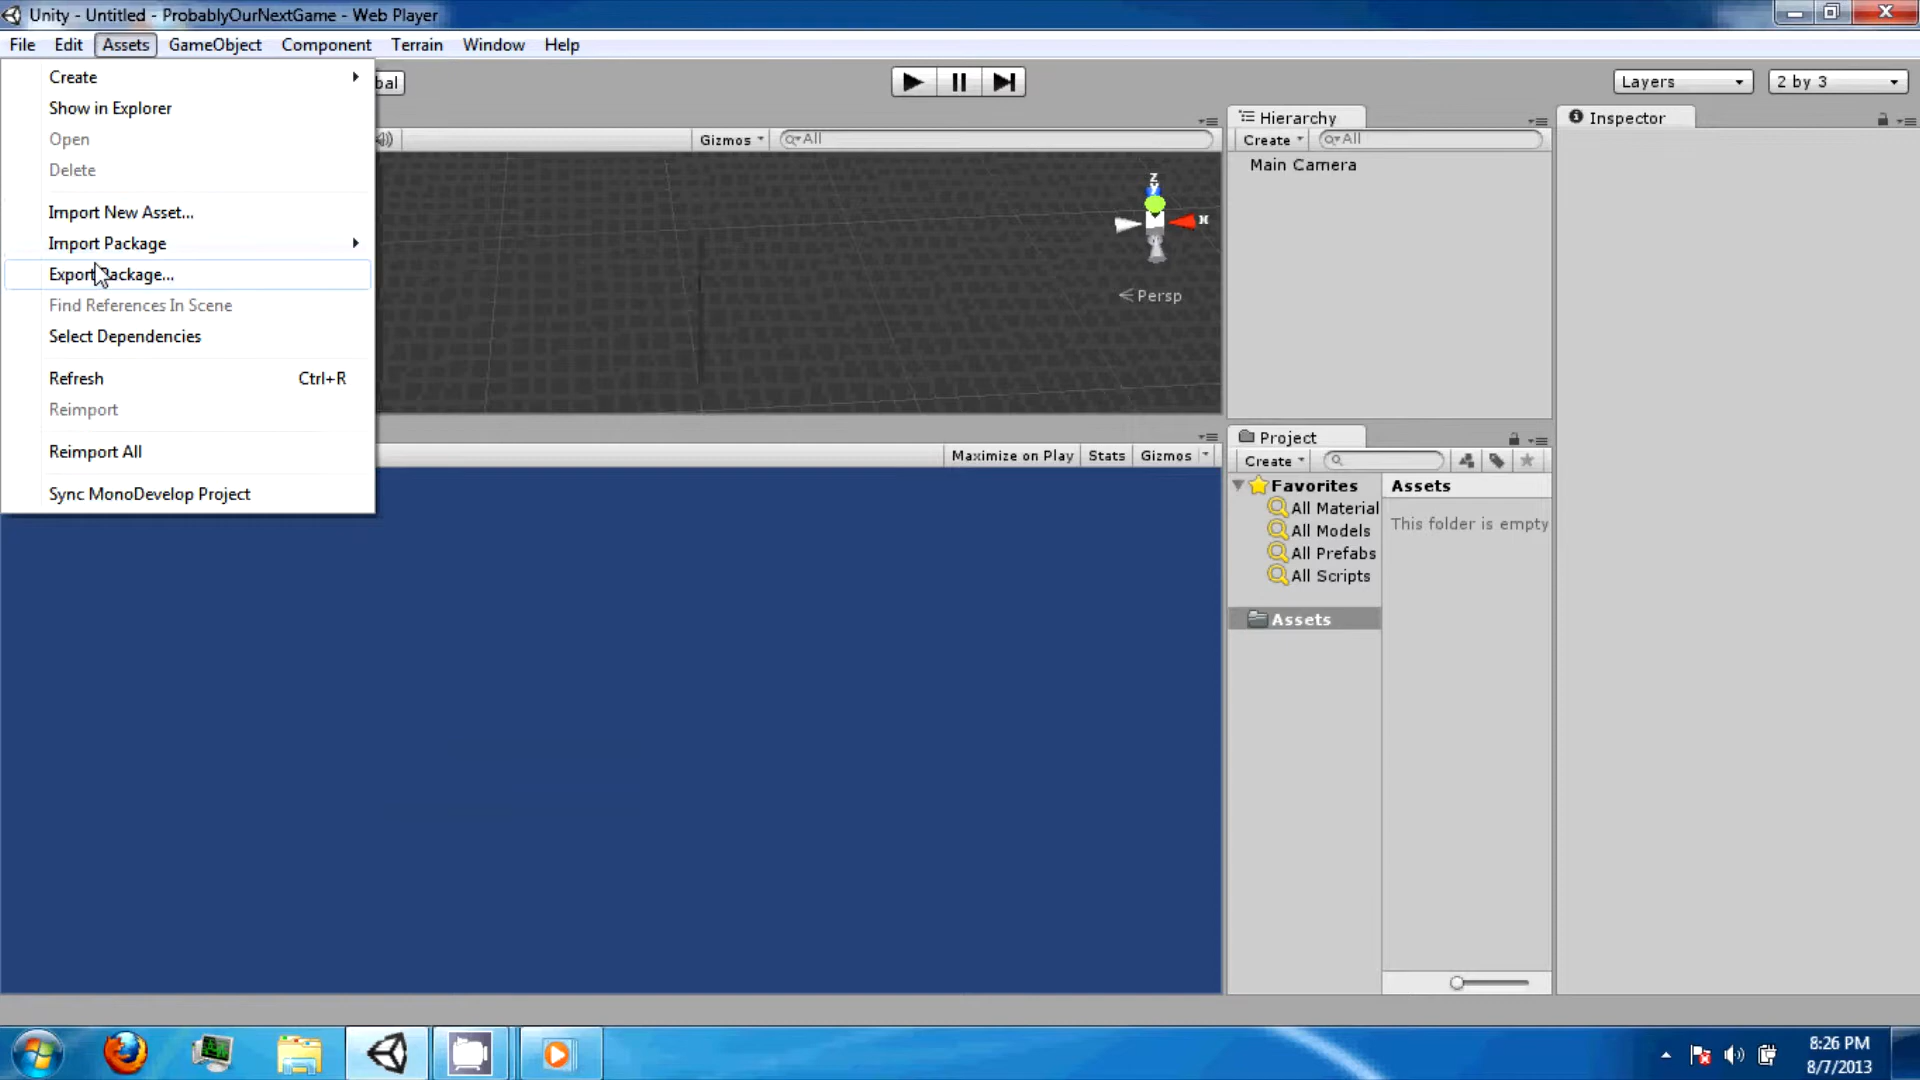 Unity - Untitled - ProbablyOurNextGame - Web Player
File Edit Assets GameObject Component Terrain Window Help
Create
Show in Explorer
Open
Delete
Import New Asset...
Import Package
Export Package...
Find References In Scene
Select Dependencies
Refresh Ctrl+R
Reimport
Reimport All
Sync MonoDevelop Project
bal
Layers
2 by 3
Gizmos
All
z
y
x
Persp
Hierarchy
Create
All
Main Camera
Inspector
Maximize on Play Stats Gizmos
Project
Create
Favorites
All Material
All Models
All Prefabs
All Scripts
Assets
Assets
This folder is empty
8:26 PM
8/7/2013